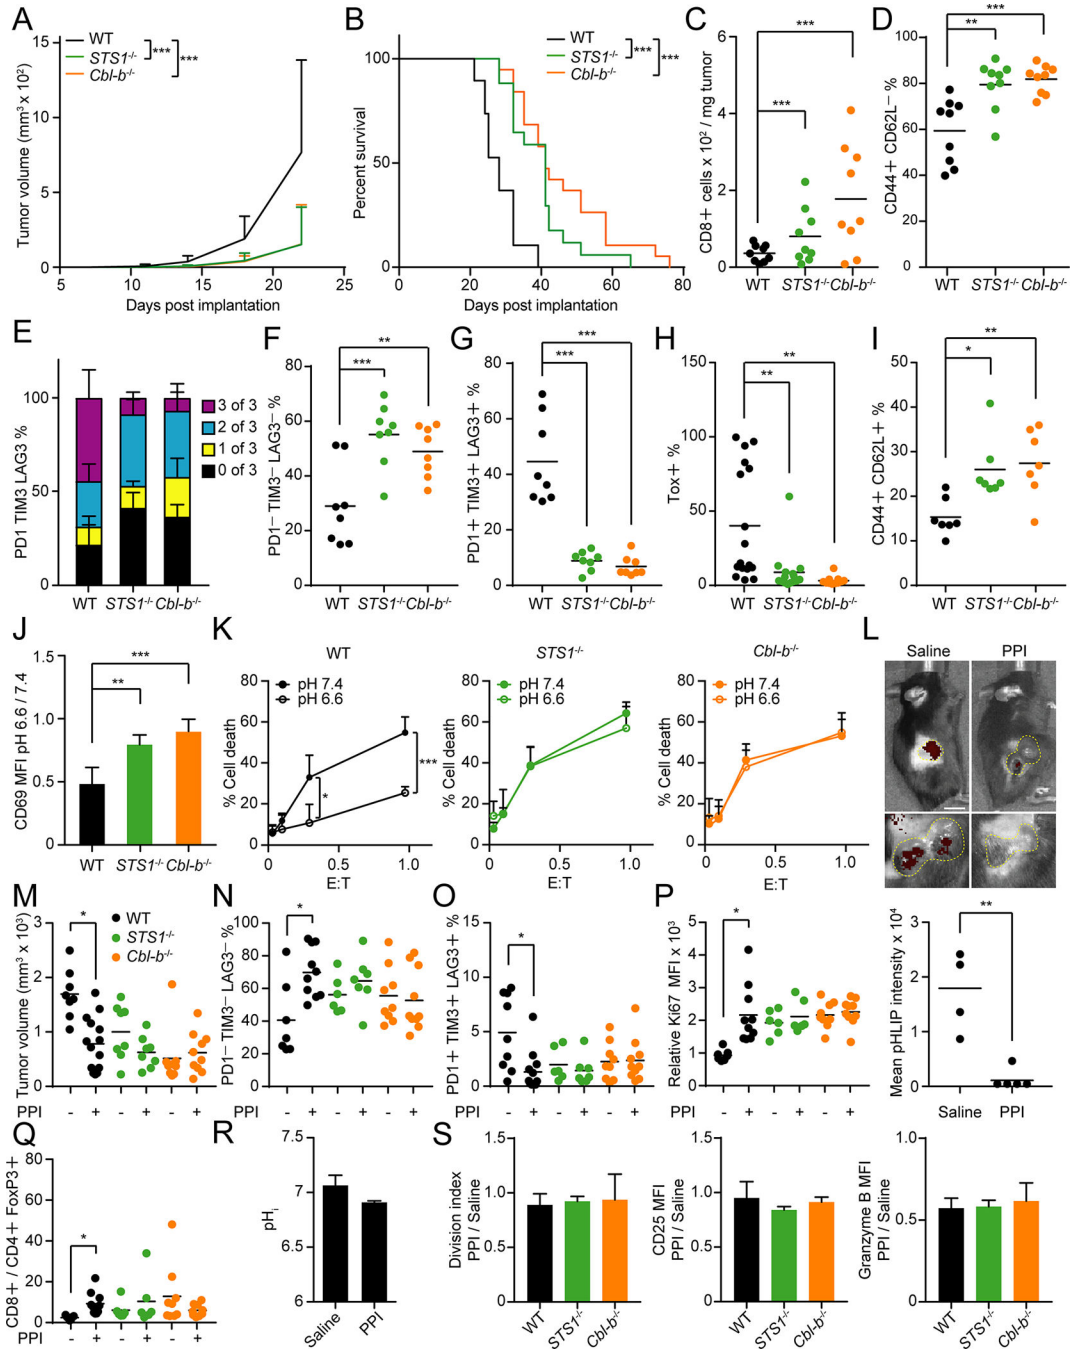 A
WT
STS1-/-
Cbl-b-/-
***
***
Tumor volume (mm³ x 10²)
15
10
5
0
5 10 15 20 25
Days post implantation
B
WT
STS1-/-
Cbl-b-/-
***
***
Percent survival
100
50
0
0 20 40 60 80
Days post implantation
C
***
***
CD8+ cells x 10² / mg tumor
6
4
2
0
WT STS1-/- Cbl-b-/-
D
***
**
CD44+ CD62L– %
100
80
60
40
20
0
WT STS1-/- Cbl-b-/-
E
PD1 TIM3 LAG3 %
100
50
0
3 of 3
2 of 3
1 of 3
0 of 3
WT STS1-/- Cbl-b-/-
F
**
***
PD1– TIM3– LAG3– %
80
60
40
20
0
WT STS1-/- Cbl-b-/-
G
***
***
PD1+ TIM3+ LAG3+ %
80
60
40
20
0
WT STS1-/- Cbl-b-/-
H
**
**
Tox+ %
150
100
50
0
WT STS1-/- Cbl-b-/-
I
**
*
CD44+ CD62L+ %
50
40
30
20
10
0
WT STS1-/- Cbl-b-/-
J
***
**
CD69 MFI pH 6.6 / 7.4
1.5
1.0
0.5
0
WT STS1-/- Cbl-b-/-
K
WT
pH 7.4
pH 6.6
% Cell death
80
60
40
20
0
*
***
0 0.5 1.0
E:T
STS1-/-
pH 7.4
pH 6.6
% Cell death
80
60
40
20
0
0 0.5 1.0
E:T
Cbl-b-/-
pH 7.4
pH 6.6
% Cell death
80
60
40
20
0
0 0.5 1.0
E:T
L
Saline PPI
**
Mean pHLIP intensity x 10⁴
3
2
1
0
Saline PPI
M
WT
STS1-/-
Cbl-b-/-
*
Tumor volume (mm³ x 10³)
3
2
1
0
PPI - + - + - +
N
*
PD1– TIM3– LAG3– %
100
80
60
40
20
0
PPI - + - + - +
O
*
PD1+ TIM3+ LAG3+ %
15
10
5
0
PPI - + - + - +
P
*
Relative Ki67 MFI x 10³
5
4
3
2
1
0
PPI - + - + - +
Q
*
CD8+ / CD4+ FoxP3+
80
60
40
20
0
PPI - + - + - +
R
pHi
7.5
7
6.5
6
Saline PPI
S
Division index
PPI / Saline
1.5
1.0
0.5
0
WT STS1-/- Cbl-b-/-
CD25 MFI
PPI / Saline
1.5
1.0
0.5
0
WT STS1-/- Cbl-b-/-
Granzyme B MFI
PPI / Saline
1.0
0.5
0
WT STS1-/- Cbl-b-/-